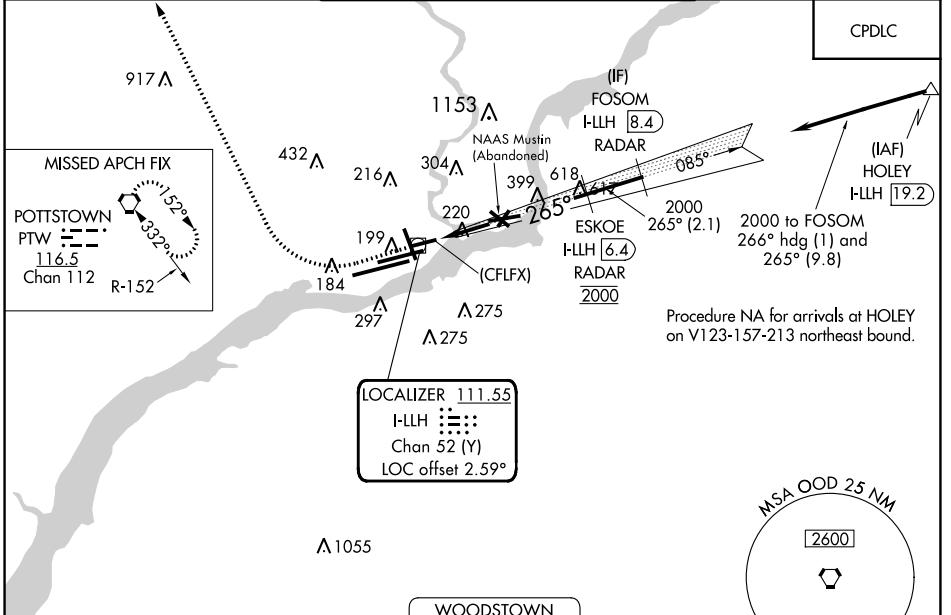 CPDLC
917
1153
(IF)
FOSOM
I-LLH 8.4
RADAR
NAAS Mustin
(Abandoned)
085°
(IAF)
HOLEY
I-LLH 19.2
MISSED APCH FIX
POTTSTOWN
PTW
116.5
Chan 112
152°
332°
R-152
432
216
304
399
618
617
220
265°
2000
265° (2.1)
ESKOE
I-LLH 6.4
RADAR
2000
2000 to FOSOM
266° hdg (1) and
265° (9.8)
199
184
(CFLFX)
297
275
275
Procedure NA for arrivals at HOLEY
on V123-157-213 northeast bound.
LOCALIZER 111.55
I-LLH
Chan 52 (Y)
LOC offset 2.59°
1055
MSA OOD 25 NM
2600
WOODSTOWN